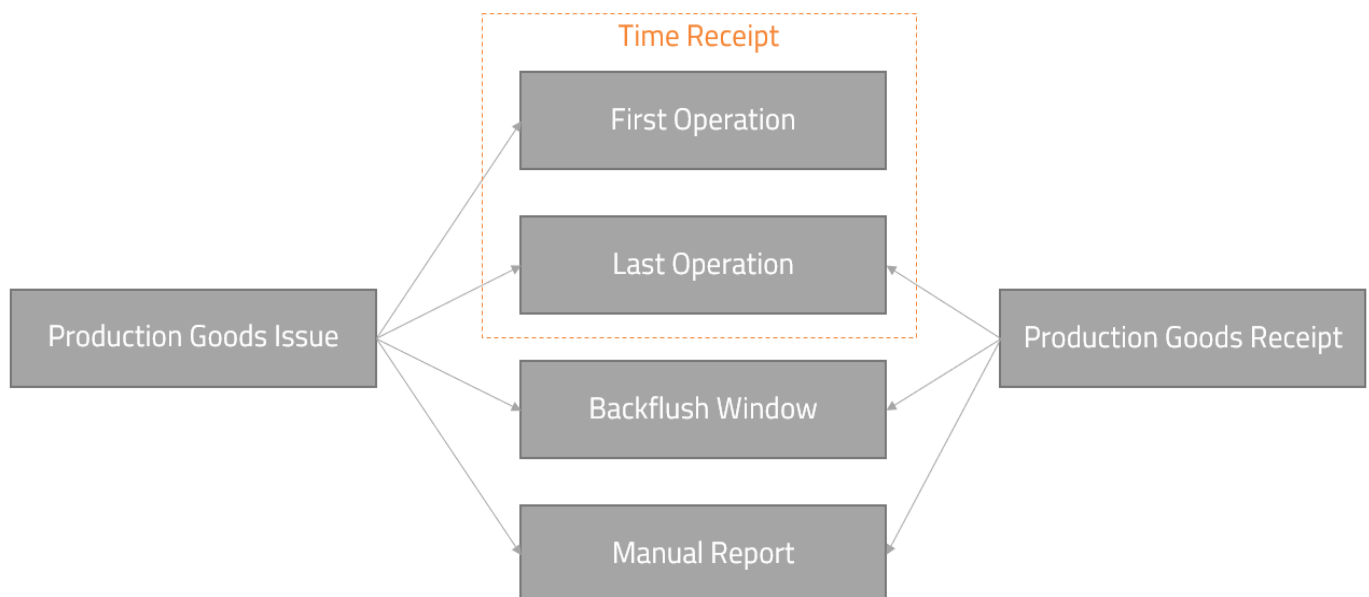 Time Receipt
First Operation
Last Operation
Production Goods Issue
Production Goods Receipt
Backflush Window
Manual Report